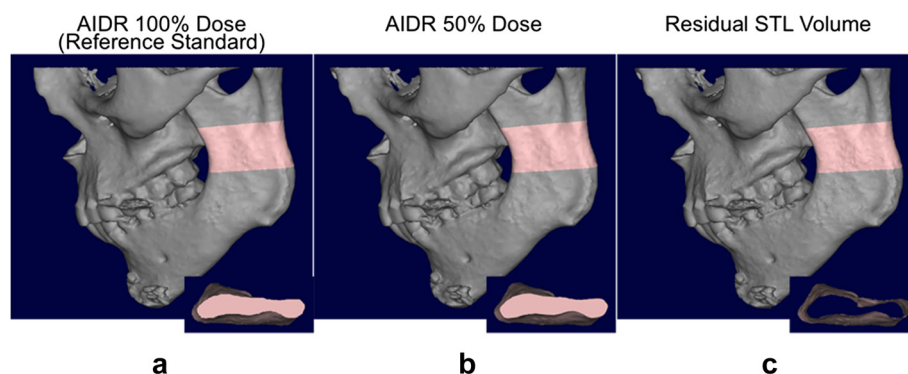 AIDR 100% Dose
(Reference Standard)
AIDR 50% Dose
Residual STL Volume
a
b
c